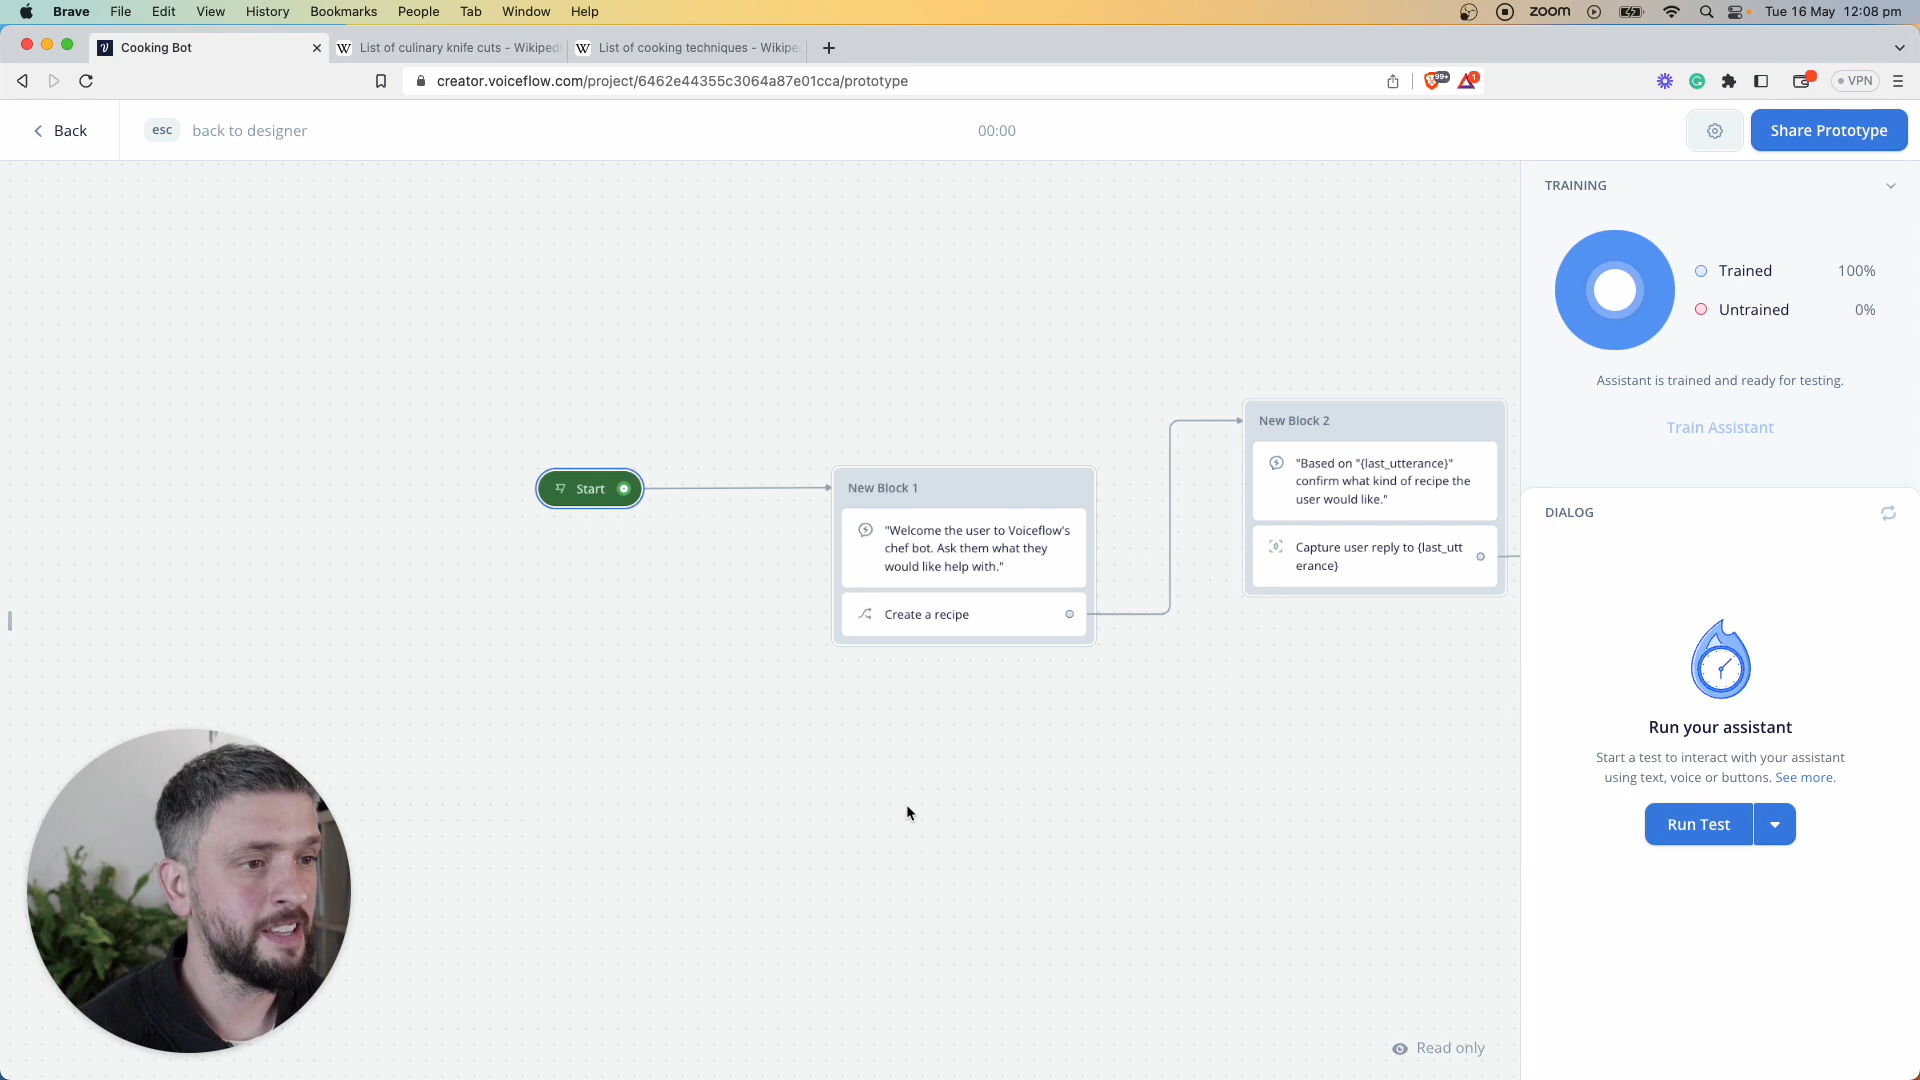 Brave File Edit View History Bookmarks People Tab Window Help zoom Tue 16 May 12:08 pm
Cooking Bot List of culinary knife cuts - Wikiped List of cooking techniques - Wikipe
creator.voiceflow.com/project/6462e44355c3064a87e01cca/prototype 99+ 1 VPN
Back esc back to designer 00:00 Share Prototype
TRAINING
Trained 100%
Untrained 0%
Assistant is trained and ready for testing.
Train Assistant
Start
New Block 1
"Welcome the user to Voiceflow's
chef bot. Ask them what they
would like help with."
Create a recipe
New Block 2
"Based on "{last_utterance}"
confirm what kind of recipe the
user would like."
Capture user reply to {last_utt
erance}
DIALOG
Run your assistant
Start a test to interact with your assistant
using text, voice or buttons. See more.
Run Test
Read only